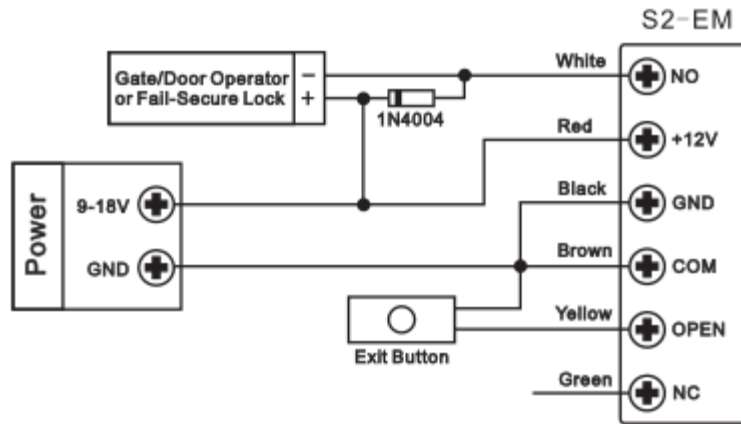 S2-EM
White
NO
Gate/Door Operator
or Fail-Secure Lock
−
+
1N4004
Red
+12V
Power
9-18V
GND
Black
GND
Brown
COM
Exit Button
Yellow
OPEN
Green
NC